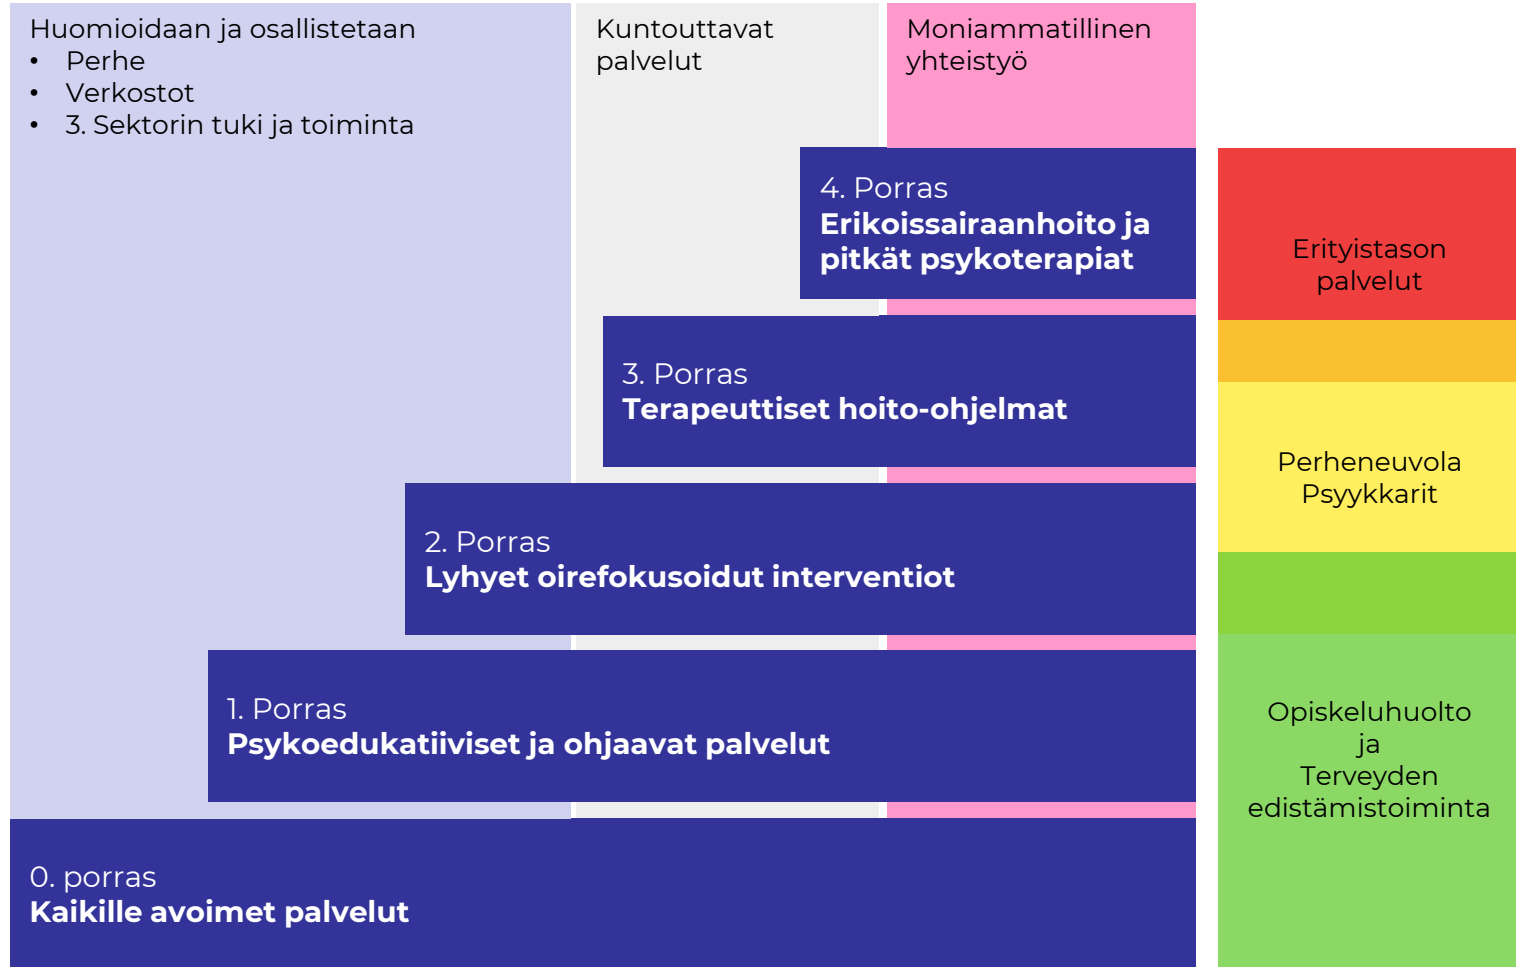 Huomioidaan ja osallistetaan
• Perhe
• Verkostot
• 3. Sektorin tuki ja toiminta
Kuntouttavat
palvelut
Moniammatillinen
yhteistyö
4. Porras
Erikoissairaanhoito ja
pitkät psykoterapiat
3. Porras
Terapeuttiset hoito-ohjelmat
2. Porras
Lyhyet oirefokusoidut interventiot
1. Porras
Psykoedukatiiviset ja ohjaavat palvelut
0. porras
Kaikille avoimet palvelut
Erityistason
palvelut
Perheneuvola
Psyykkarit
Opiskeluhuolto
ja
Terveyden
edistämistoiminta